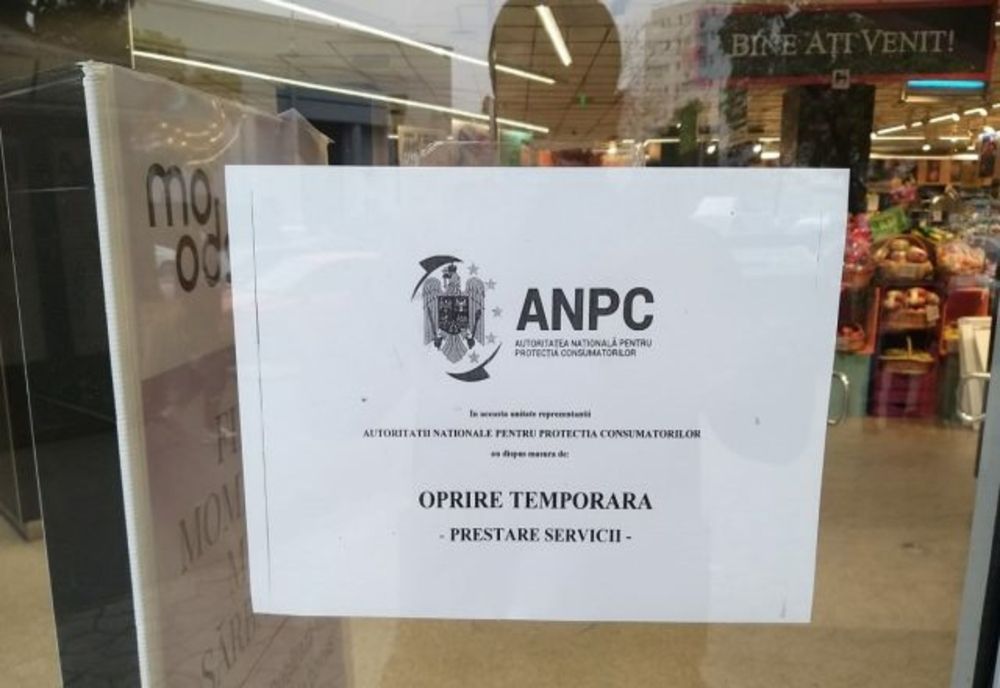 BINE AȚI VENIT!
ANPC
AUTORITATEA NAȚIONALĂ PENTRU
PROTECȚIA CONSUMATORILOR
In aceasta unitate reprezentantii
AUTORITATII NATIONALE PENTRU PROTECTIA CONSUMATORILOR
au dispus masura de:
OPRIRE TEMPORARA
- PRESTARE SERVICII -